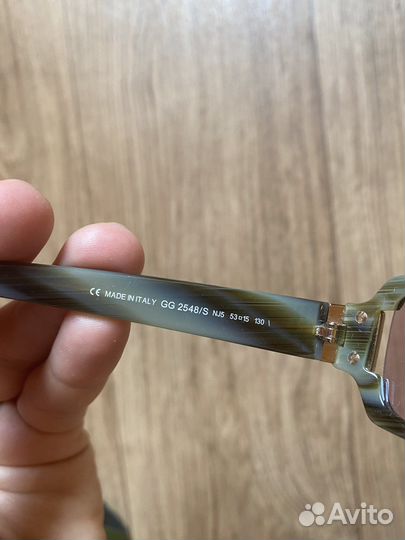 CE MADE IN ITALY GG 2548/S NJ5 53□15 130 \
Avito